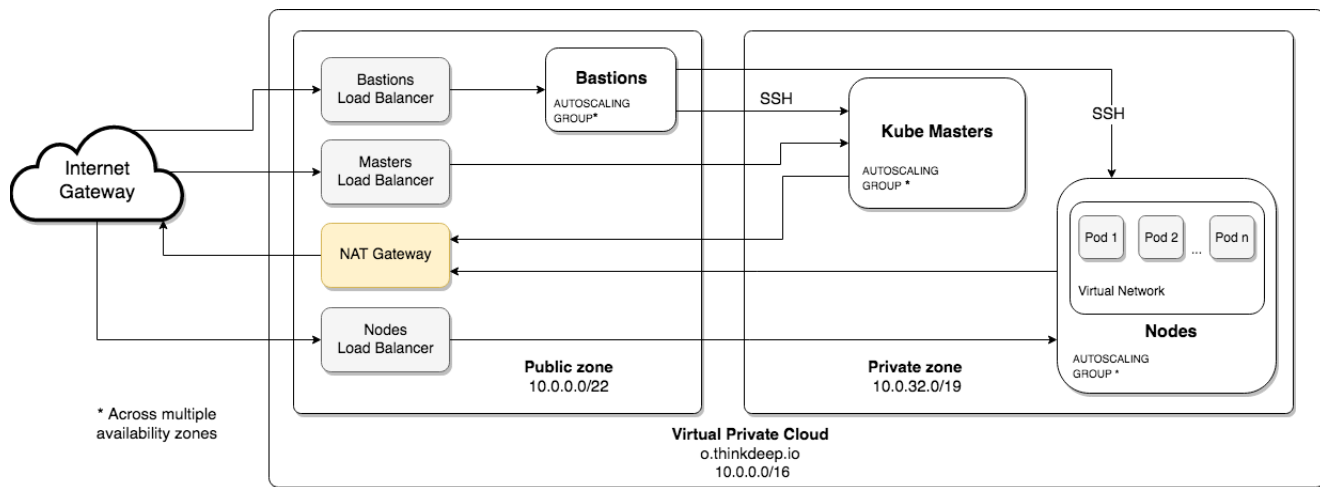 Internet
Gateway
Bastions
Load Balancer
Masters
Load Balancer
NAT Gateway
Nodes
Load Balancer
Bastions
AUTOSCALING
GROUP*
Public zone
10.0.0.0/22
SSH
SSH
Kube Masters
AUTOSCALING
GROUP *
Pod 1
Pod 2
...
Pod n
Virtual Network
Nodes
AUTOSCALING
GROUP *
Private zone
10.0.32.0/19
* Across multiple
availability zones
Virtual Private Cloud
o.thinkdeep.io
10.0.0.0/16